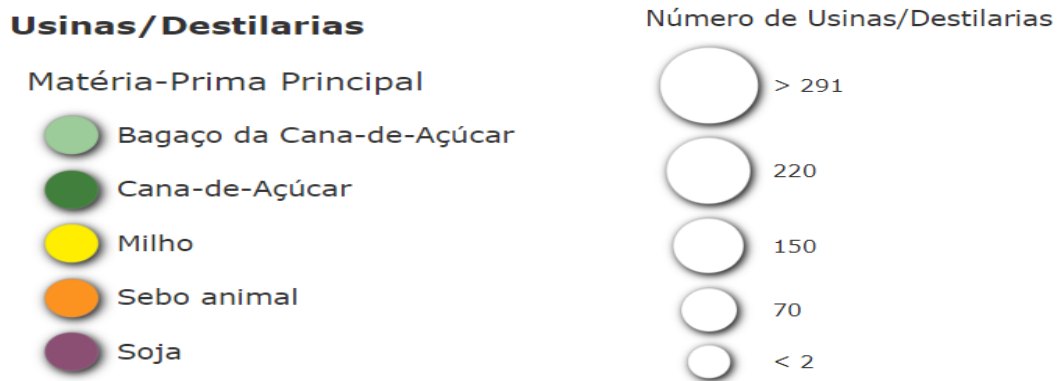 Usinas/Destilarias
Matéria-Prima Principal
Bagaço da Cana-de-Açúcar
Cana-de-Açúcar
Milho
Sebo animal
Soja
Número de Usinas/Destilarias
> 291
220
150
70
< 2